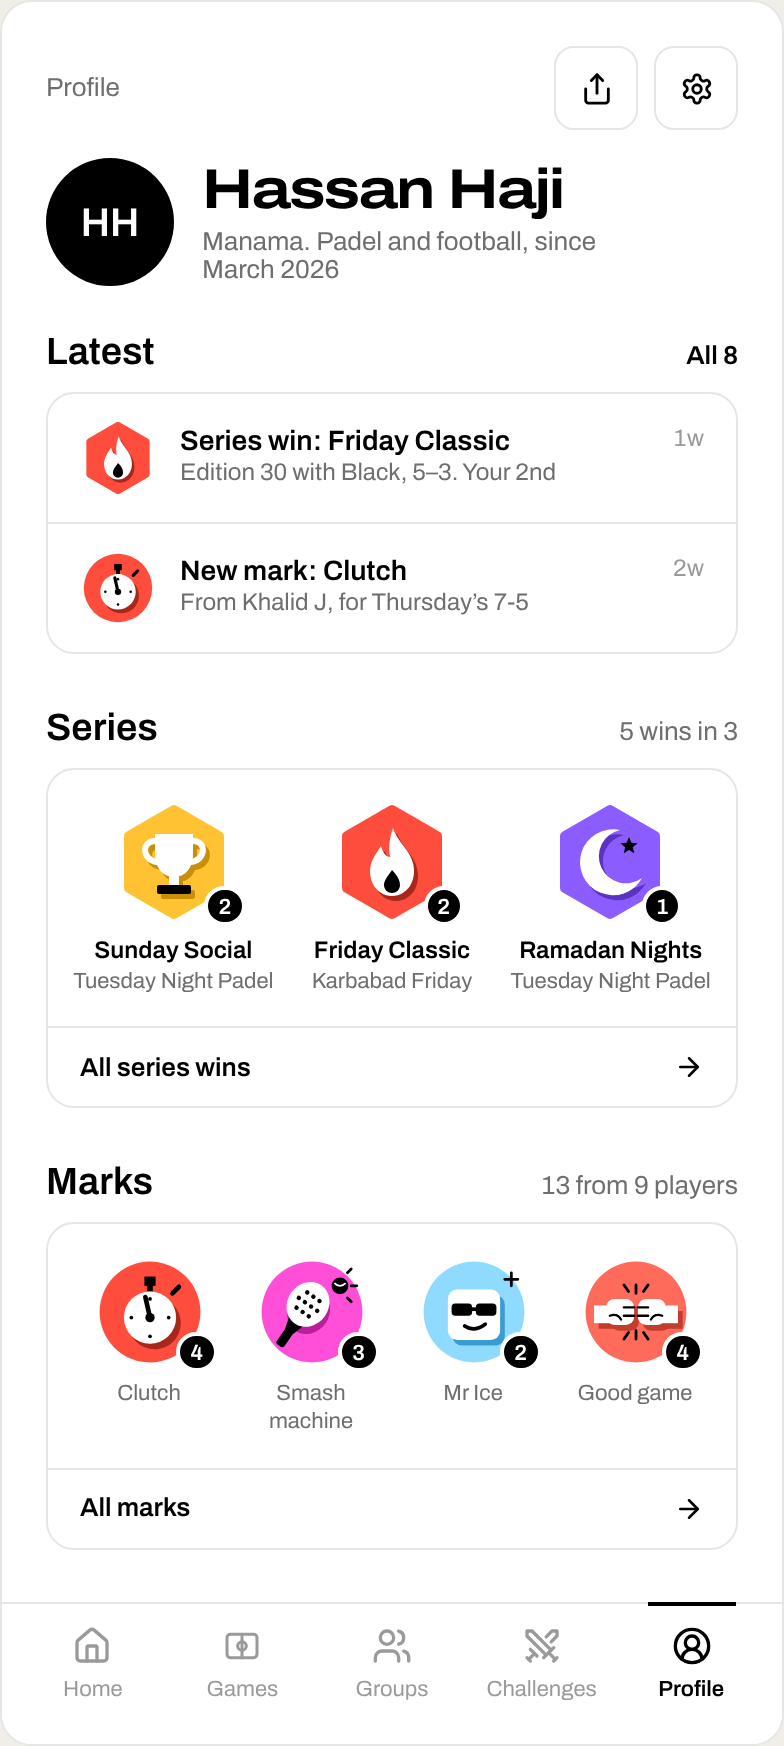 Profile
HH
Hassan Haji
Manama. Padel and football, since
March 2026
Latest
All 8
Series win: Friday Classic
1w
Edition 30 with Black, 5–3. Your 2nd
New mark: Clutch
2w
From Khalid J, for Thursday’s 7-5
Series
5 wins in 3
2
2
1
Sunday Social
Friday Classic
Ramadan Nights
Tuesday Night Padel
Karbabad Friday
Tuesday Night Padel
All series wins
Marks
13 from 9 players
4
3
2
4
Clutch
Smash
machine
Mr Ice
Good game
All marks
Home
Games
Groups
Challenges
Profile